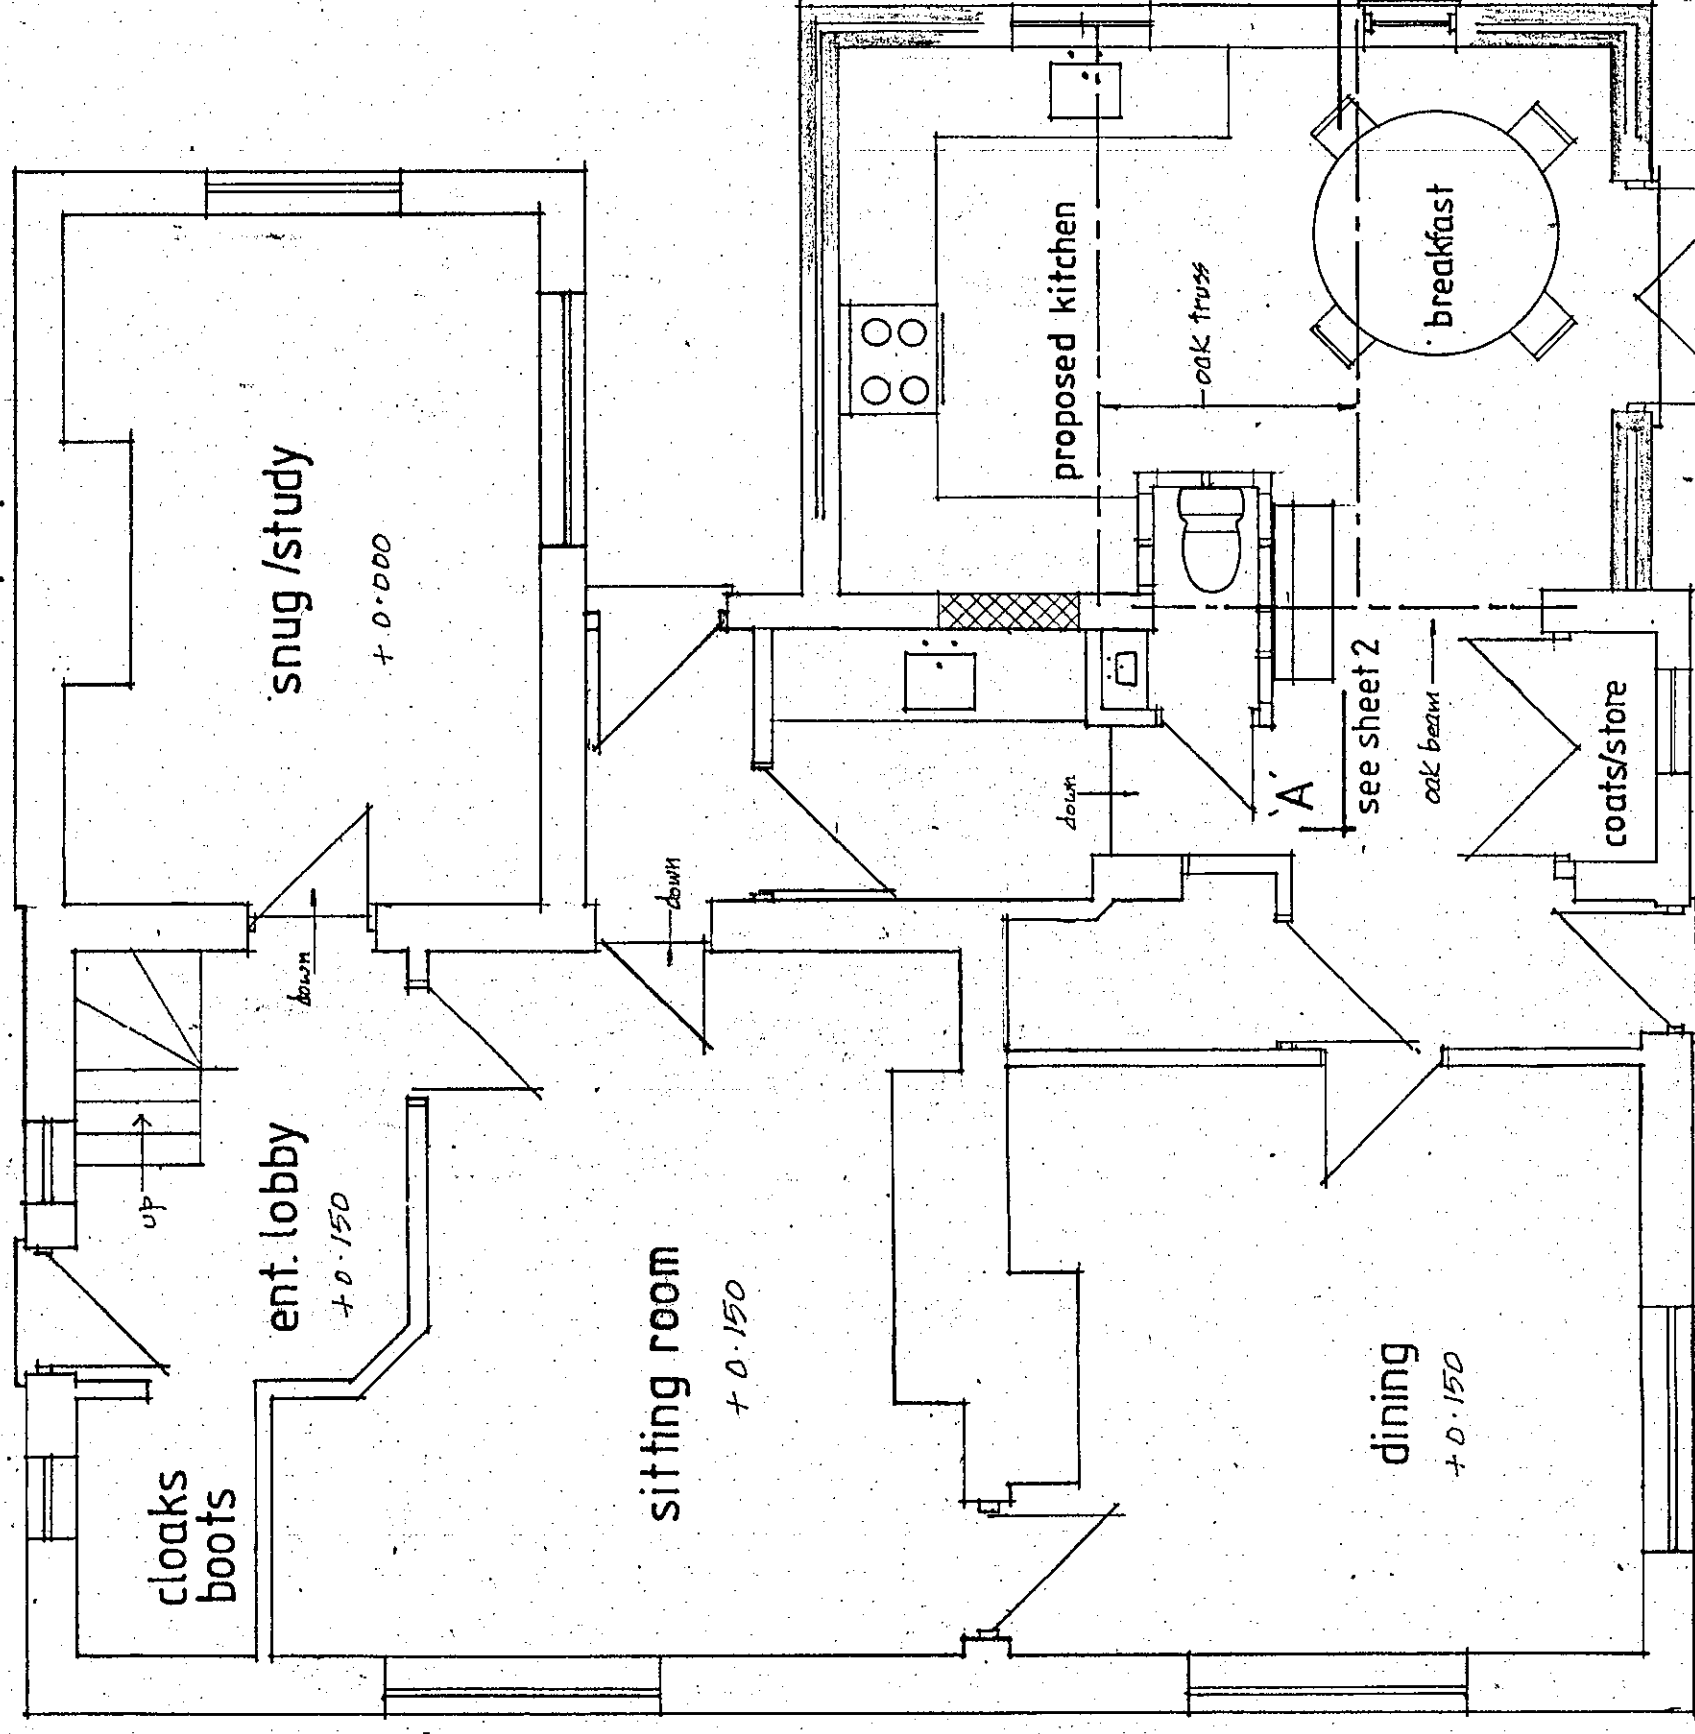 snug /study
+0·000
proposed kitchen
oak truss
breakfast
down
down
down
'A'
see sheet 2
oak beam
coats/store
up
ent. lobby
+0·150
cloaks
boots
sitting room
+0·150
dining
+0·150